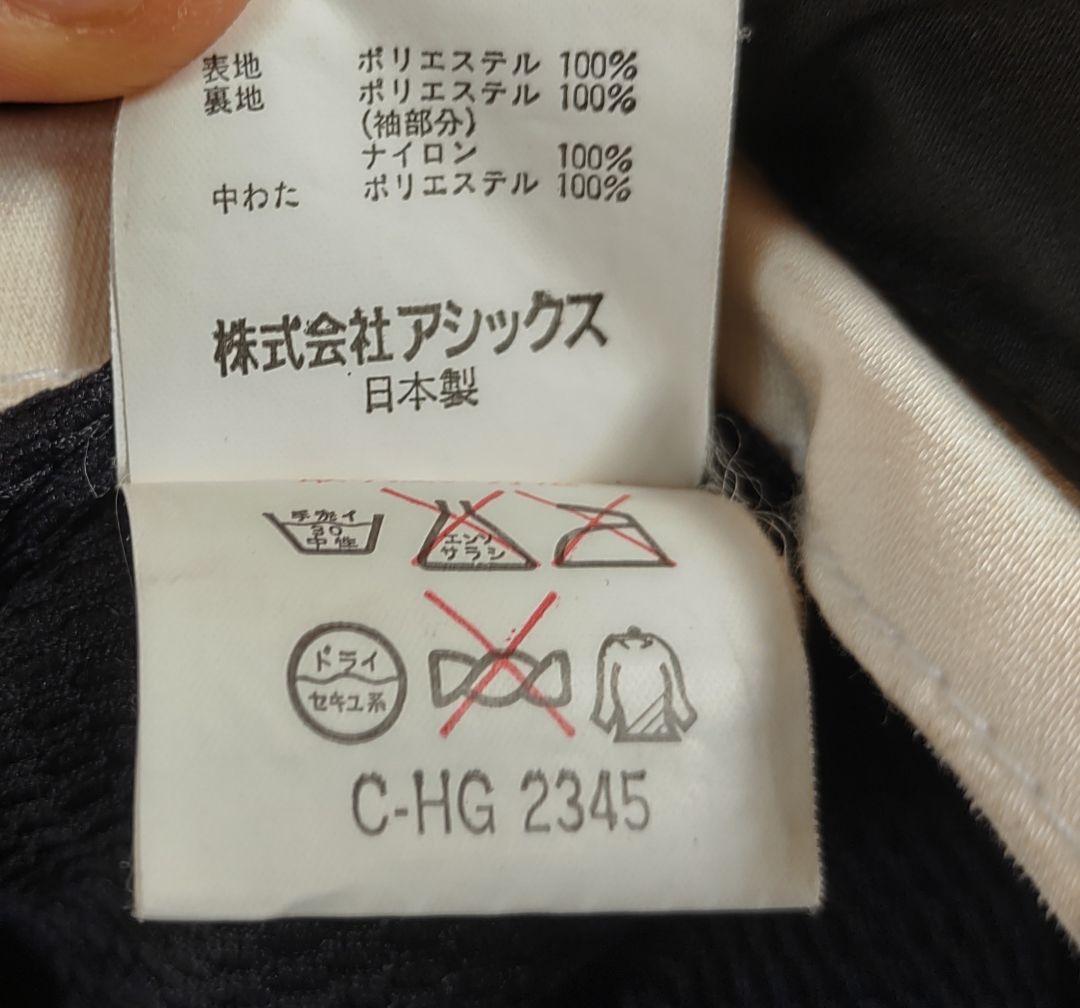 表地 ポリエステル 100%
裏地 ポリエステル 100%
(袖部分)
ナイロン 100%
中わた ポリエステル 100%
株式会社アシックス
日本製
手洗イ
30
中性
エンソ
サラシ
ドライ
セキユ系
C-HG 2345